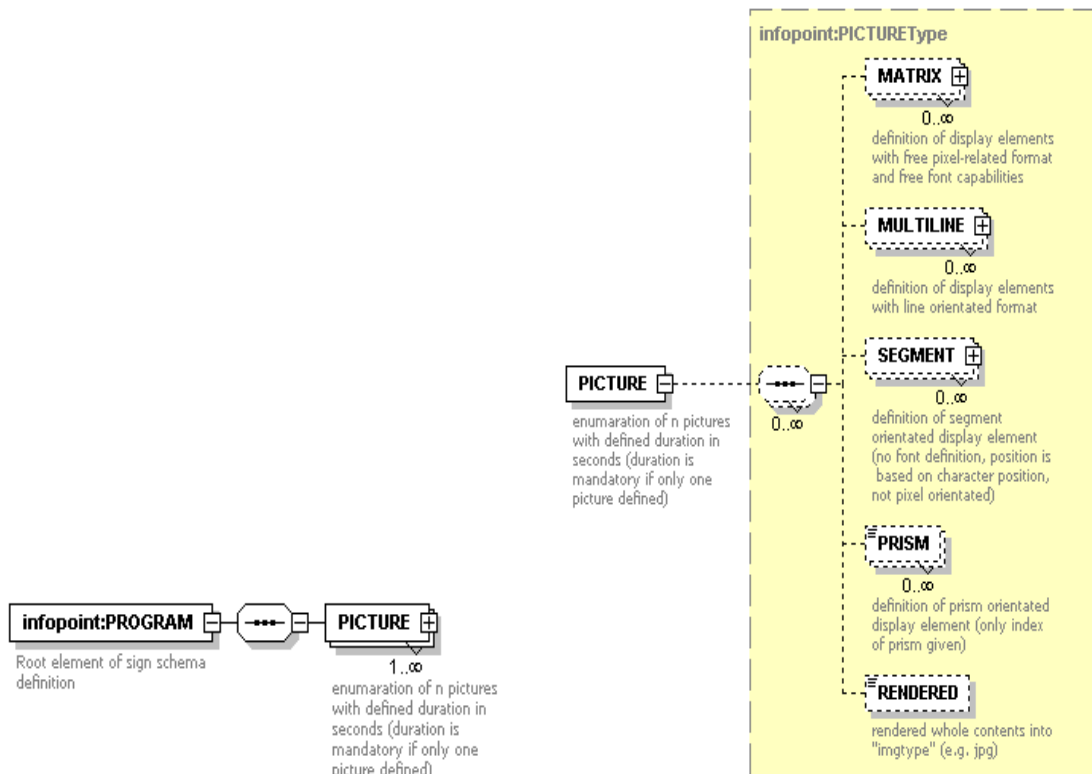 infopoint:PICTUREType
MATRIX
0..∞
definition of display elements
with free pixel-related format
and free font capabilities
MULTILINE
0..∞
definition of display elements
with line orientated format
SEGMENT
0..∞
definition of segment
orientated display element
(no font definition, position is
based on character position,
not pixel orientated)
PICTURE
0..∞
enumaration of n pictures
with defined duration in
seconds (duration is
mandatory if only one
picture defined)
PRISM
0..∞
definition of prism orientated
display element (only index
of prism given)
infopoint:PROGRAM
Root element of sign schema
definition
PICTURE
1..∞
enumaration of n pictures
with defined duration in
seconds (duration is
mandatory if only one
picture defined)
RENDERED
rendered whole contents into
"imgtype" (e.g. jpg)